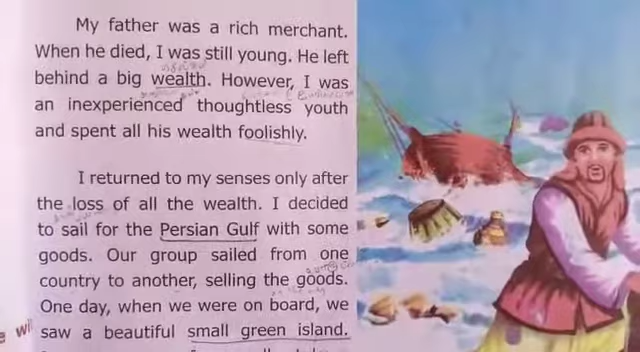 My father was a rich merchant.
When he died, I was still young. He left
behind a big wealth. However, I was
an inexperienced thoughtless youth
and spent all his wealth foolishly.
I returned to my senses only after
the loss of all the wealth. I decided
to sail for the Persian Gulf with some
goods. Our group sailed from one
country to another, selling the goods.
One day, when we were on board, we
saw a beautiful small green island.